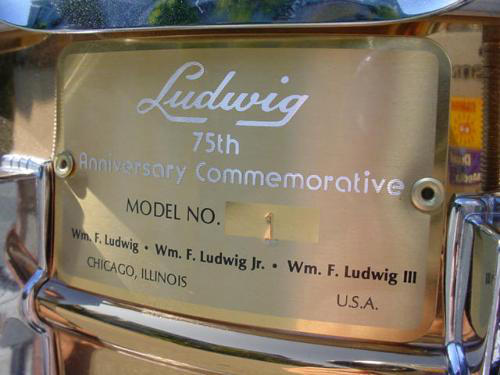 Ludwig
75th
Anniversary Commemorative
MODEL NO. 1
Wm. F. Ludwig • Wm. F. Ludwig Jr. • Wm. F. Ludwig III
CHICAGO, ILLINOIS
U.S.A.